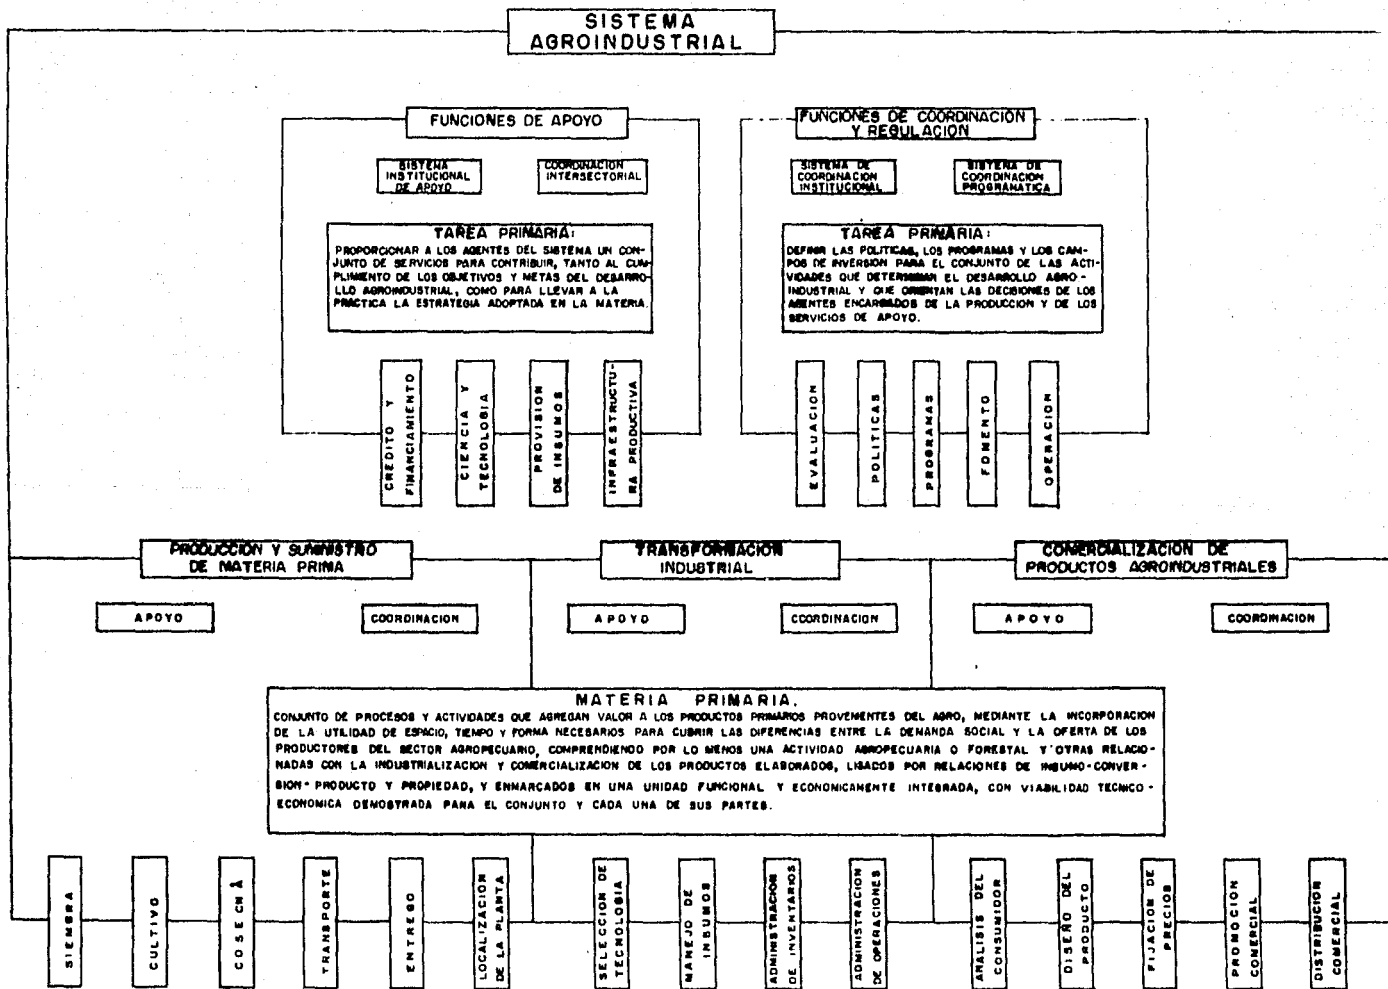 SISTEMA
AGROINDUSTRIAL
FUNCIONES DE APOYO
SISTEMA
INSTITUCIONAL
DE APOYO
COORDINACION
INTERSECTORIAL
TAREA PRIMARIA:
PROPORCIONAR A LOS AGENTES DEL SISTEMA UN CON-
JUNTO DE SERVICIOS PARA CONTRIBUIR, TANTO AL CUM-
PLIMIENTO DE LOS OBJETIVOS Y METAS DEL DESARRO-
LLO AGROINDUSTRIAL, COMO PARA LLEVAR A LA
PRACTICA LA ESTRATEGIA ADOPTADA EN LA MATERIA.
CREDITO Y
FINANCIAMIENTO
CIENCIA Y
TECNOLOGIA
PROVISION
DE INSUMOS
INFRAESTRUCTU-
RA PRODUCTIVA
FUNCIONES DE COORDINACION
Y REGULACION
SISTEMA DE
COORDINACION
INSTITUCIONAL
SISTEMA DE
COORDINACION
PROGRAMATICA
TAREA PRIMARIA:
DEFINIR LAS POLITICAS, LOS PROGRAMAS Y LOS CAM-
POS DE INVERSION PARA EL CONJUNTO DE LAS ACTI-
VIDADES QUE DETERMINAN EL DESARROLLO AGRO-
INDUSTRIAL Y QUE ORIENTAN LAS DECISIONES DE LOS
AGENTES ENCARGADOS DE LA PRODUCCION Y DE LOS
SERVICIOS DE APOYO.
EVALUACION
POLITICAS
PROGRAMAS
FOMENTO
OPERACION
PRODUCCION Y SUMINISTRO
DE MATERIA PRIMA
APOYO
COORDINACION
TRANSFORMACION
INDUSTRIAL
APOYO
COORDINACION
COMERCIALIZACION DE
PRODUCTOS AGROINDUSTRIALES
APOYO
COORDINACION
MATERIA PRIMARIA.
CONJUNTO DE PROCESOS Y ACTIVIDADES QUE AGREGAN VALOR A LOS PRODUCTOS PRIMARIOS PROVENIENTES DEL AGRO, MEDIANTE LA INCORPORACION
DE LA UTILIDAD DE ESPACIO, TIEMPO Y FORMA NECESARIOS PARA CUBRIR LAS DIFERENCIAS ENTRE LA DEMANDA SOCIAL Y LA OFERTA DE LOS
PRODUCTORES DEL SECTOR AGROPECUARIO, COMPRENDIENDO POR LO MENOS UNA ACTIVIDAD AGROPECUARIA O FORESTAL Y OTRAS RELACIO-
NADAS CON LA INDUSTRIALIZACION Y COMERCIALIZACION DE LOS PRODUCTOS ELABORADOS, LIGADOS POR RELACIONES DE INSUMO-CONVER-
SION-PRODUCTO Y PROPIEDAD, Y ENMARCADOS EN UNA UNIDAD FUNCIONAL Y ECONOMICAMENTE INTEGRADA, CON VIABILIDAD TECNICO-
ECONOMICA DEMOSTRADA PARA EL CONJUNTO Y CADA UNA DE SUS PARTES.
SIEMBRA
CULTIVO
COSECHA
TRANSPORTE
ENTREGO
LOCALIZACION
DE LA PLANTA
SELECCION DE
TECNOLOGIA
MANEJO DE
INSUMOS
ADMINISTRACION
DE INVENTARIOS
ADMINISTRACION
DE OPERACIONES
ANALISIS DEL
CONSUMIDOR
DISEÑO DEL
PRODUCTO
FIJACION DE
PRECIOS
PROMOCION
COMERCIAL
DISTRIBUCION
COMERCIAL